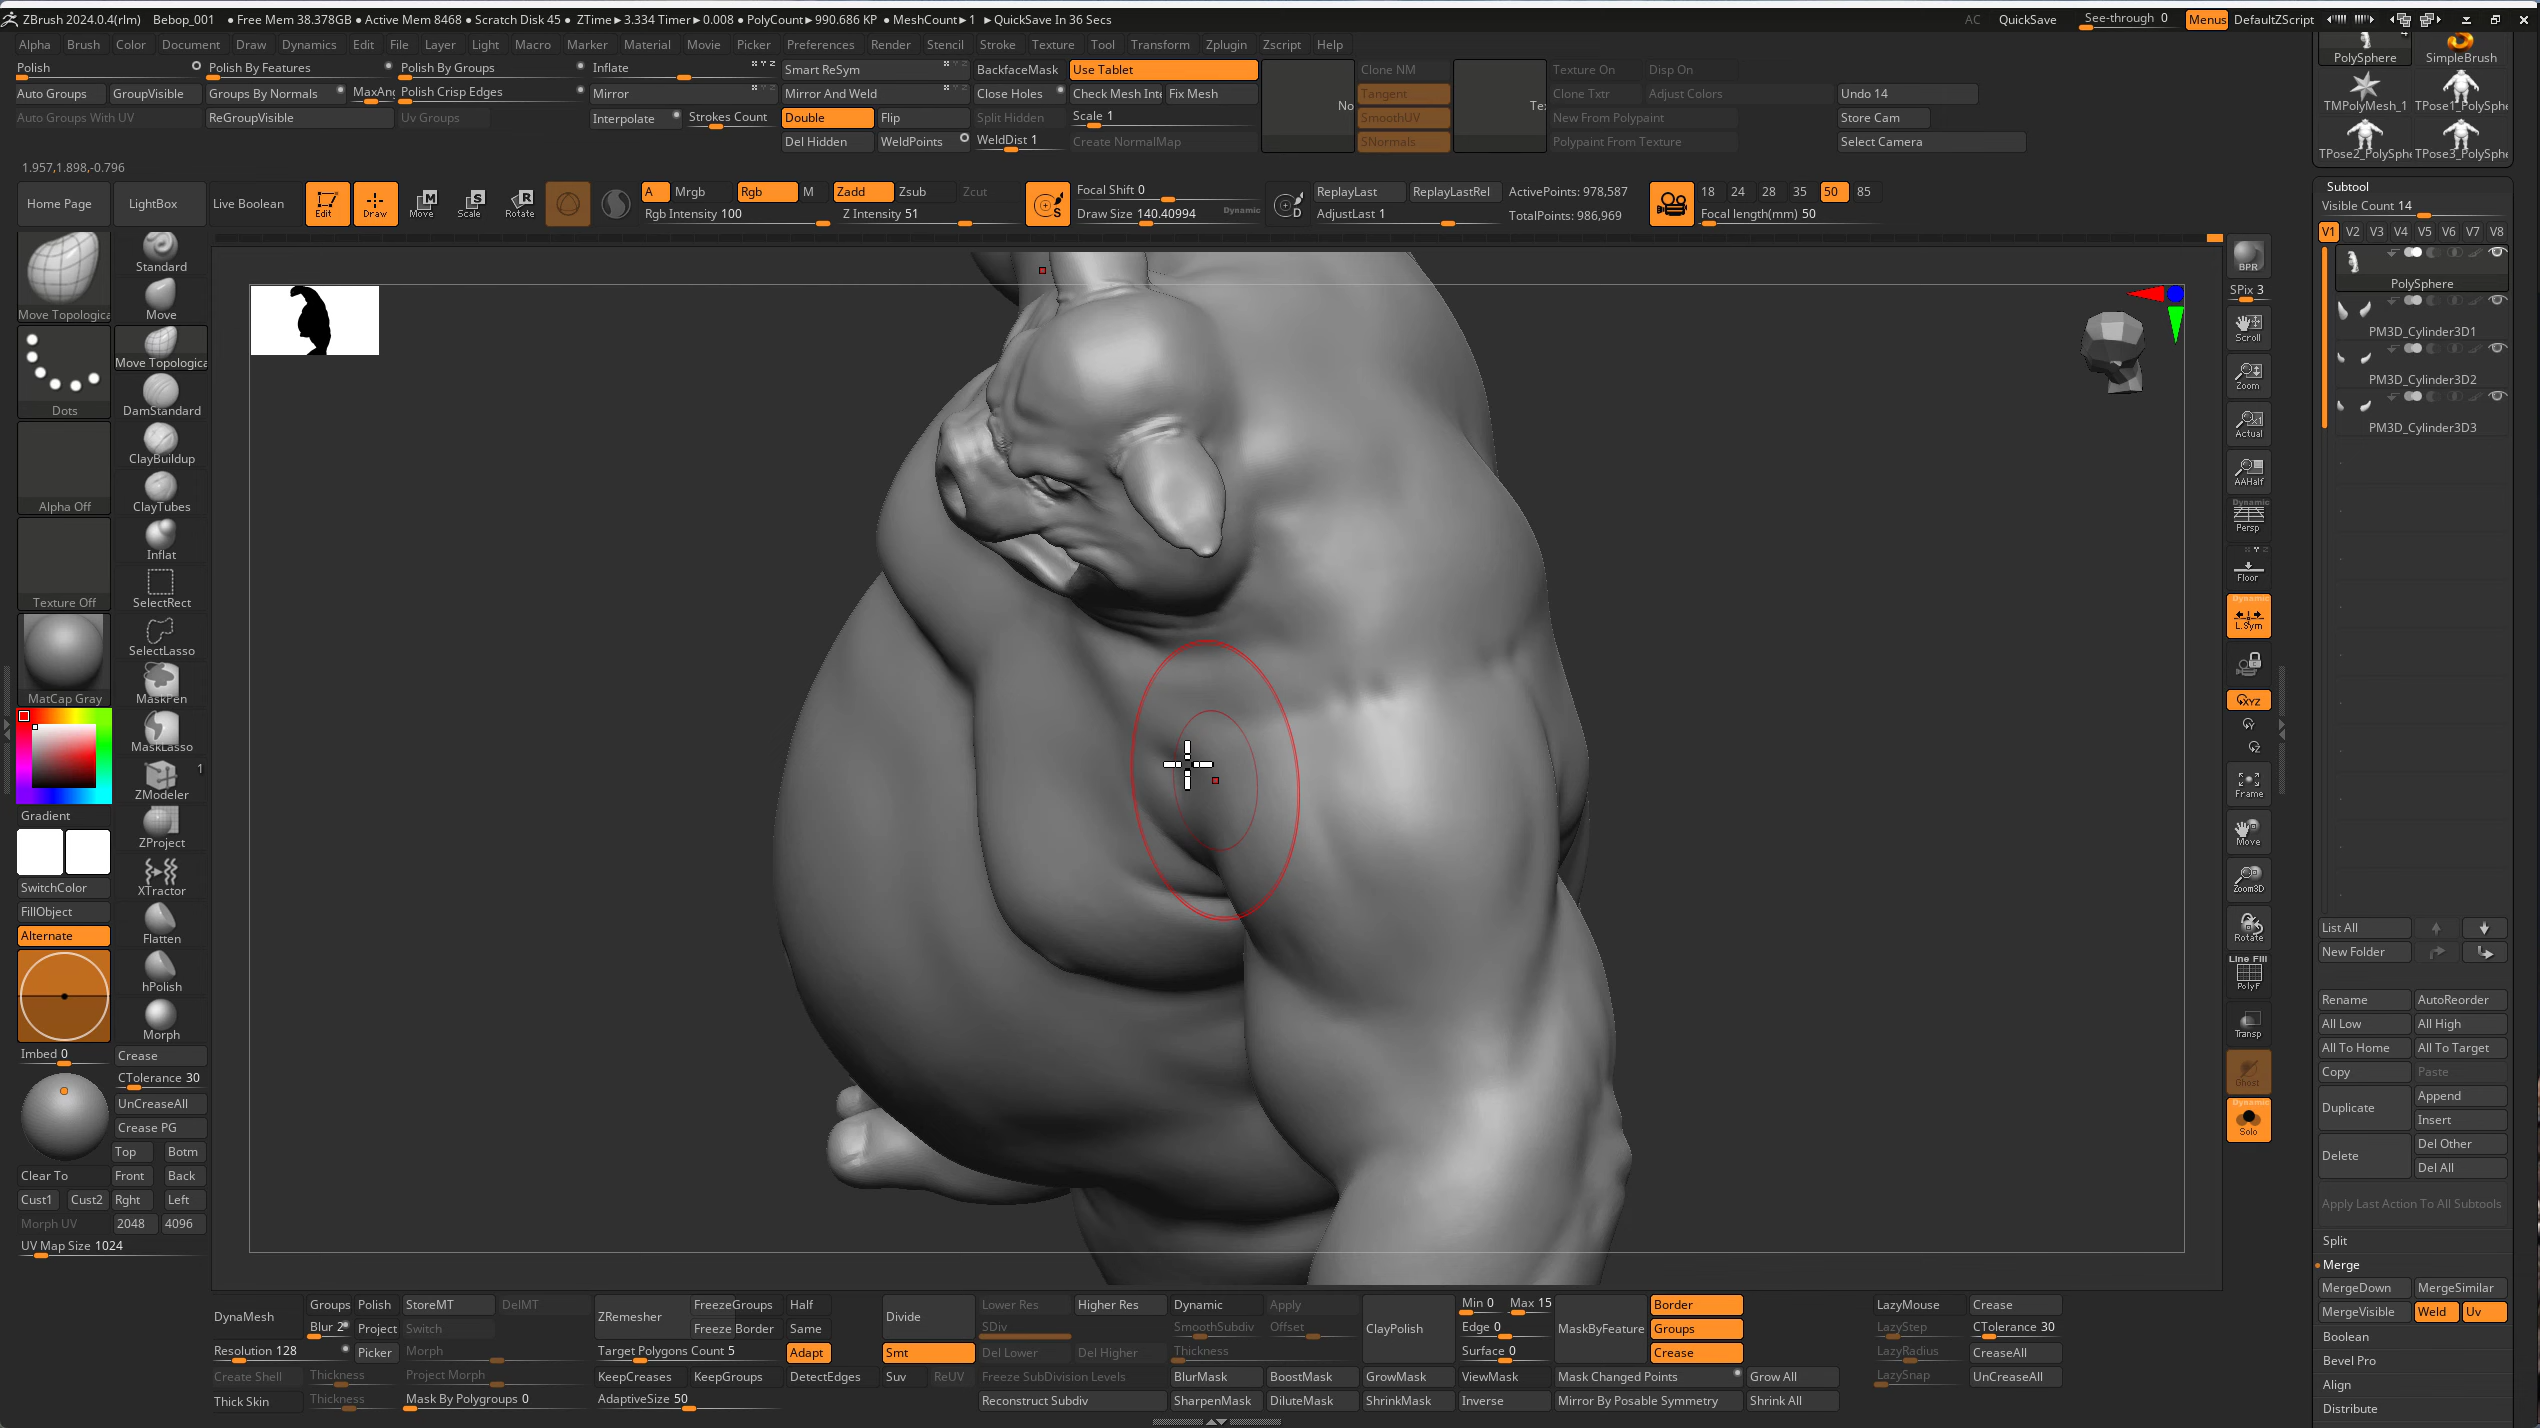 ZBrush 2024.0.4(rlm) Bebop_001 • Free Mem 38.378GB • Active Mem 8468 • Scratch Disk 45 • ZTime►3.334 Timer►0.008 • PolyCount►990.686 KP • MeshCount►1 ►QuickSave In 36 Secs AC QuickSave See-through 0 Menus DefaultZScript
Alpha Brush Color Document Draw Dynamics Edit File Layer Light Macro Marker Material Movie Picker Preferences Render Stencil Stroke Texture Tool Transform Zplugin Zscript Help
Polish Polish By Features Polish By Groups Inflate Smart ReSym BackfaceMask Use Tablet Clone NM Texture On Disp On PolySphere SimpleBrush
Auto Groups GroupVisible Groups By Normals MaxAn Polish Crisp Edges Mirror Mirror And Weld Close Holes Check Mesh Inte Fix Mesh No Tangent Clone Txtr Adjust Colors Undo 14 TMPolyMesh_1 TPose1_PolySphe
Auto Groups With UV ReGroupVisible Uv Groups Interpolate Strokes Count Double Flip Split Hidden Scale 1 SmoothUV New From Polypaint Store Cam
Del Hidden WeldPoints WeldDist 1 Create NormalMap SNormals Polypaint From Texture Select Camera TPose2_PolySphe TPose3_PolySphe
1.957,1.898,-0.796
Home Page LightBox Live Boolean Edit Draw Move Scale Rotate A Mrgb Rgb M Zadd Zsub Zcut Focal Shift 0 ReplayLast ReplayLastRel ActivePoints: 978,587 18 24 28 35 50 85
Rgb Intensity 100 Z Intensity 51 Draw Size 140.40994 Dynamic AdjustLast 1 TotalPoints: 986,969 Focal length(mm) 50
Subtool
Visible Count 14
V1 V2 V3 V4 V5 V6 V7 V8
PolySphere
PM3D_Cylinder3D1
PM3D_Cylinder3D2
PM3D_Cylinder3D3
Standard
Move Topologica Move
Move Topologica
Dots DamStandard
ClayBuildup
Alpha Off ClayTubes
Inflat
Texture Off SelectRect
SelectLasso
MatCap Gray MaskPen
MaskLasso
1
ZModeler
Gradient
ZProject
SwitchColor XTractor
FillObject
Alternate Flatten
hPolish
Morph
Imbed 0 Crease
CTolerance 30
UnCreaseAll
Crease PG
Top Botm
Clear To Front Back
Cust1 Cust2 Rght Left
Morph UV 2048 4096
UV Map Size 1024
BPR
SPix 3
Scroll
Zoom
Actual
AAHalf
Dynamic
Persp
Floor
Dynamic
L.Sym
XYZ
Y
Z
Frame
Move
Zoom3D
Rotate
Line Fill
PolyF
Transp
Ghost
Dynamic
Solo
List All
New Folder
Rename AutoReorder
All Low All High
All To Home All To Target
Copy Paste
Duplicate Append
Insert
Delete Del Other
Del All
Apply Last Action To All Subtools
Split
Merge
MergeDown MergeSimilar
MergeVisible Weld Uv
Boolean
Bevel Pro
Align
Distribute
DynaMesh Groups Polish StoreMT DelMT ZRemesher FreezeGroups Half Divide Lower Res Higher Res Dynamic Apply ClayPolish Min 0 Max 15 MaskByFeature Border LazyMouse Crease
Blur 2 Project Switch Freeze Border Same SDiv SmoothSubdiv Offset Edge 0 Groups LazyStep CTolerance 30
Resolution 128 Picker Morph Target Polygons Count 5 Adapt Smt Del Lower Del Higher Thickness Surface 0 Crease LazyRadius CreaseAll
Create Shell Thickness Project Morph KeepCreases KeepGroups DetectEdges Suv ReUV Freeze SubDivision Levels BlurMask BoostMask GrowMask ViewMask Mask Changed Points Grow All LazySnap UnCreaseAll
Thick Skin Thickness Mask By Polygroups 0 AdaptiveSize 50 Reconstruct Subdiv SharpenMask DiluteMask ShrinkMask Inverse Mirror By Posable Symmetry Shrink All